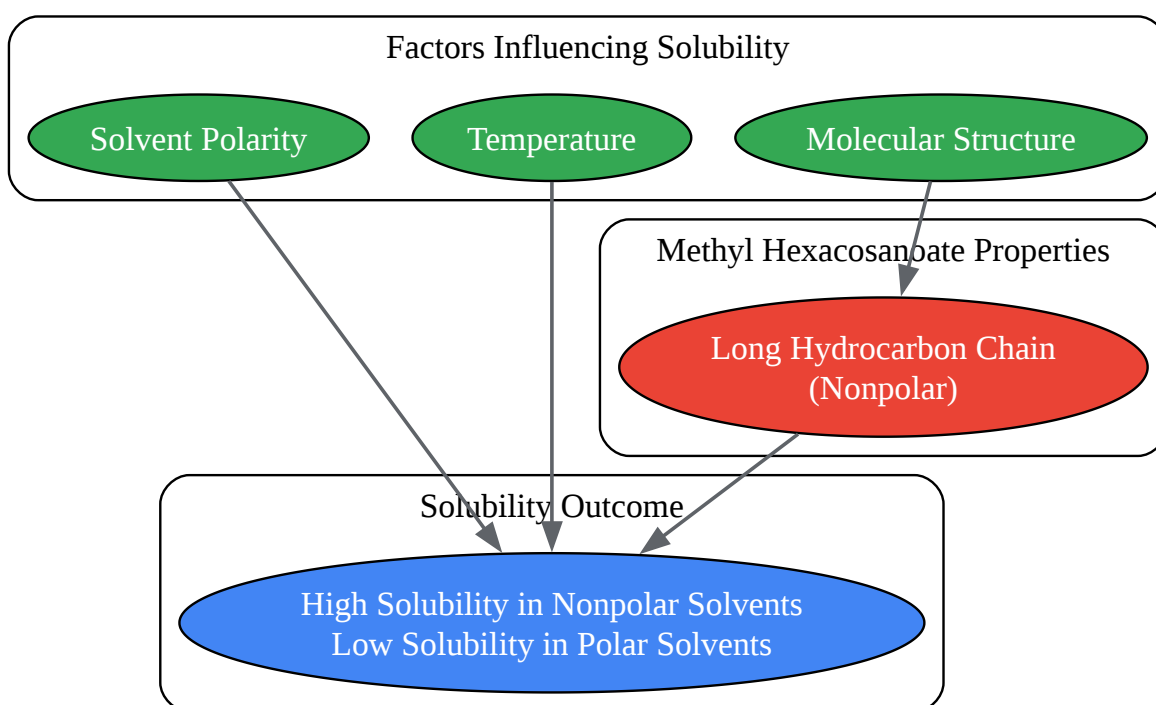 Factors Influencing Solubility
Solvent Polarity
Temperature
Molecular Structure
Methyl Hexacosanoate Properties
Long Hydrocarbon Chain
(Nonpolar)
Solubility Outcome
High Solubility in Nonpolar Solvents
Low Solubility in Polar Solvents